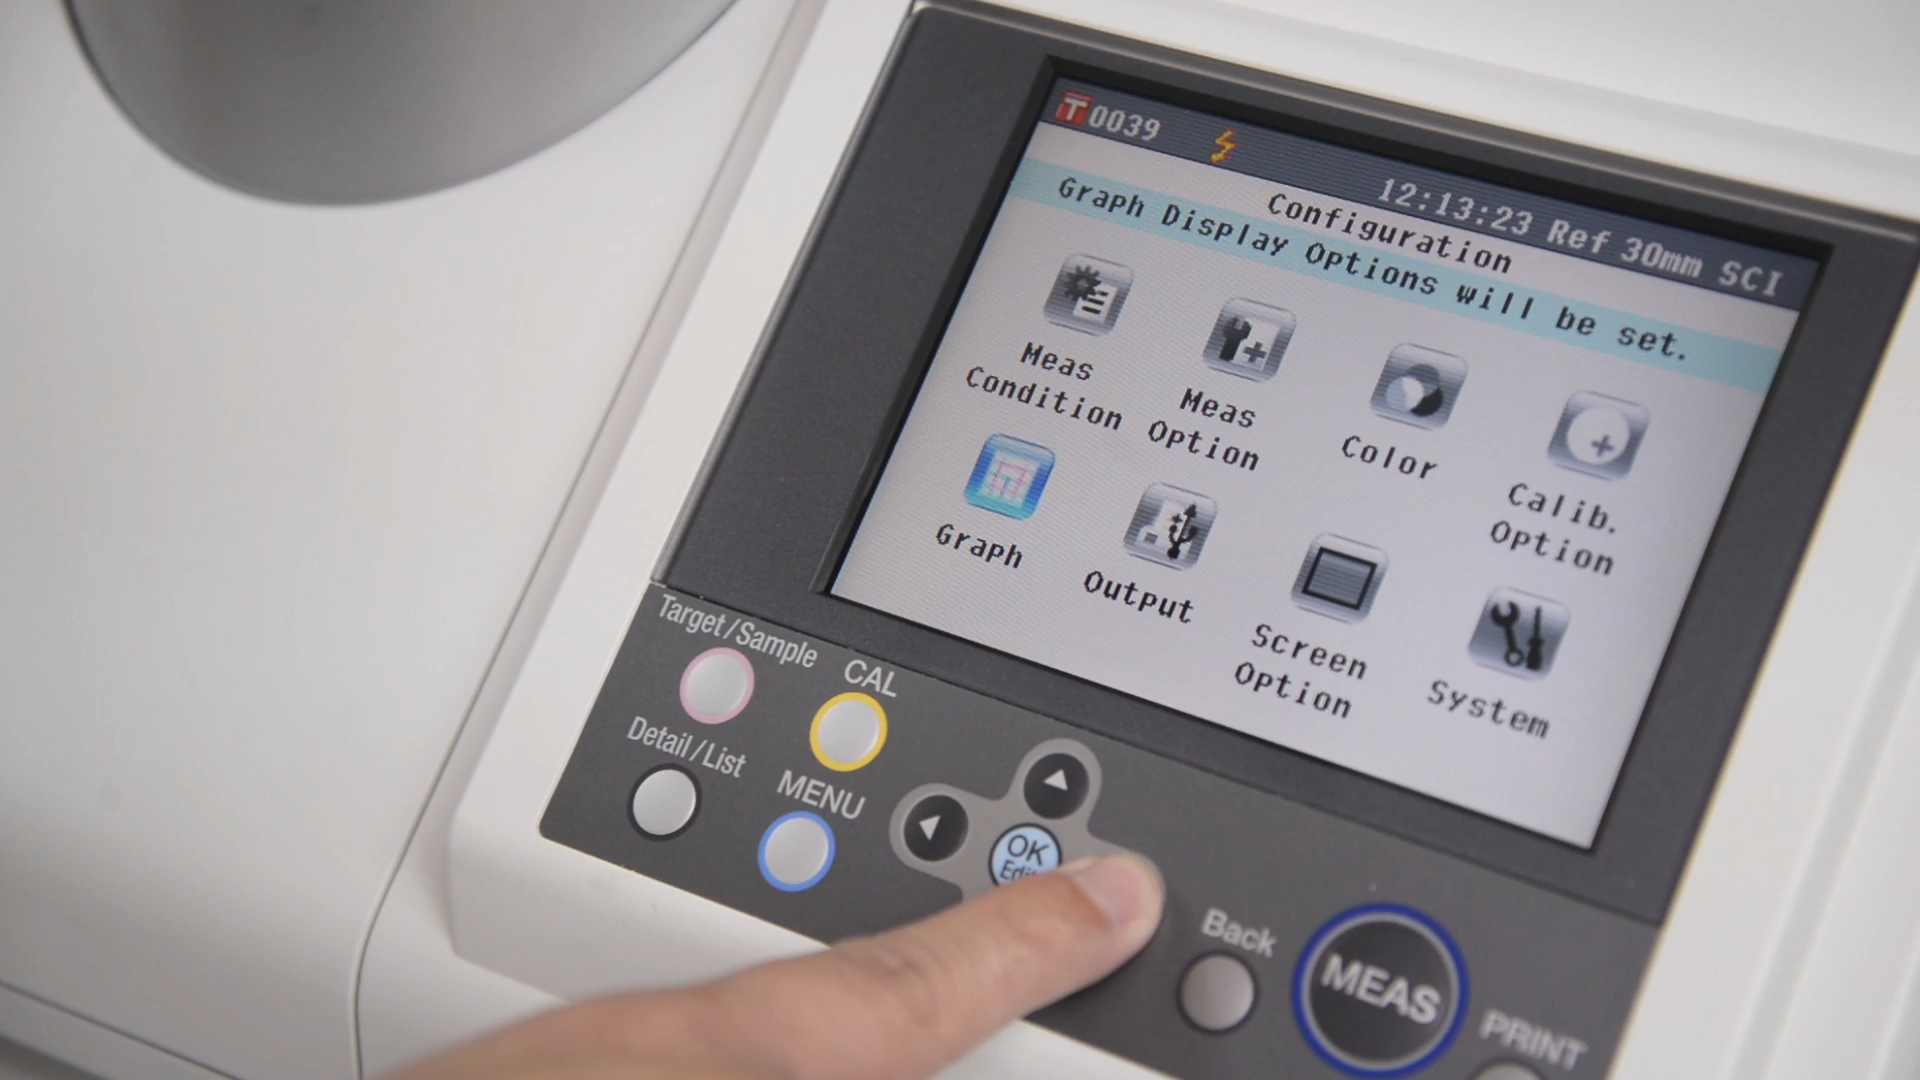 T0039
12:13:23 Ref 30mm SCI
Configuration
Graph Display Options will be set.
Meas
Condition
Meas
Option
Color
Calib.
Option
Graph
Output
Screen
Option
System
Target/Sample
CAL
Detail/List
MENU
OK
Back
MEAS
PRINT